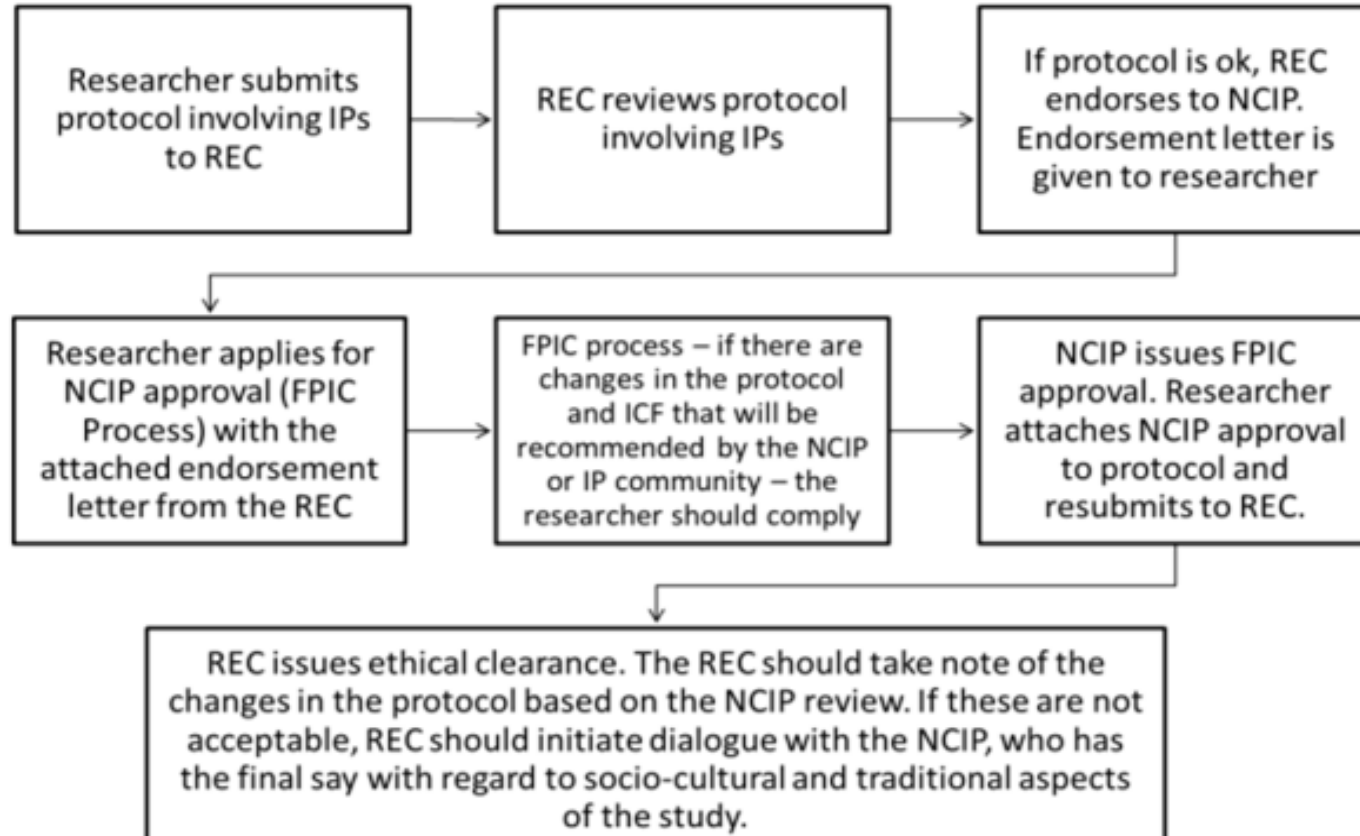 Researcher submits
protocol involving IPs
to REC
REC reviews protocol
involving IPs
If protocol is ok, REC
endorses to NCIP.
Endorsement letter is
given to researcher
Researcher applies for
NCIP approval (FPIC
Process) with the
attached endorsement
letter from the REC
FPIC process – if there are
changes in the protocol
and ICF that will be
recommended by the NCIP
or IP community – the
researcher should comply
NCIP issues FPIC
approval. Researcher
attaches NCIP approval
to protocol and
resubmits to REC.
REC issues ethical clearance. The REC should take note of the
changes in the protocol based on the NCIP review. If these are not
acceptable, REC should initiate dialogue with the NCIP, who has
the final say with regard to socio-cultural and traditional aspects
of the study.